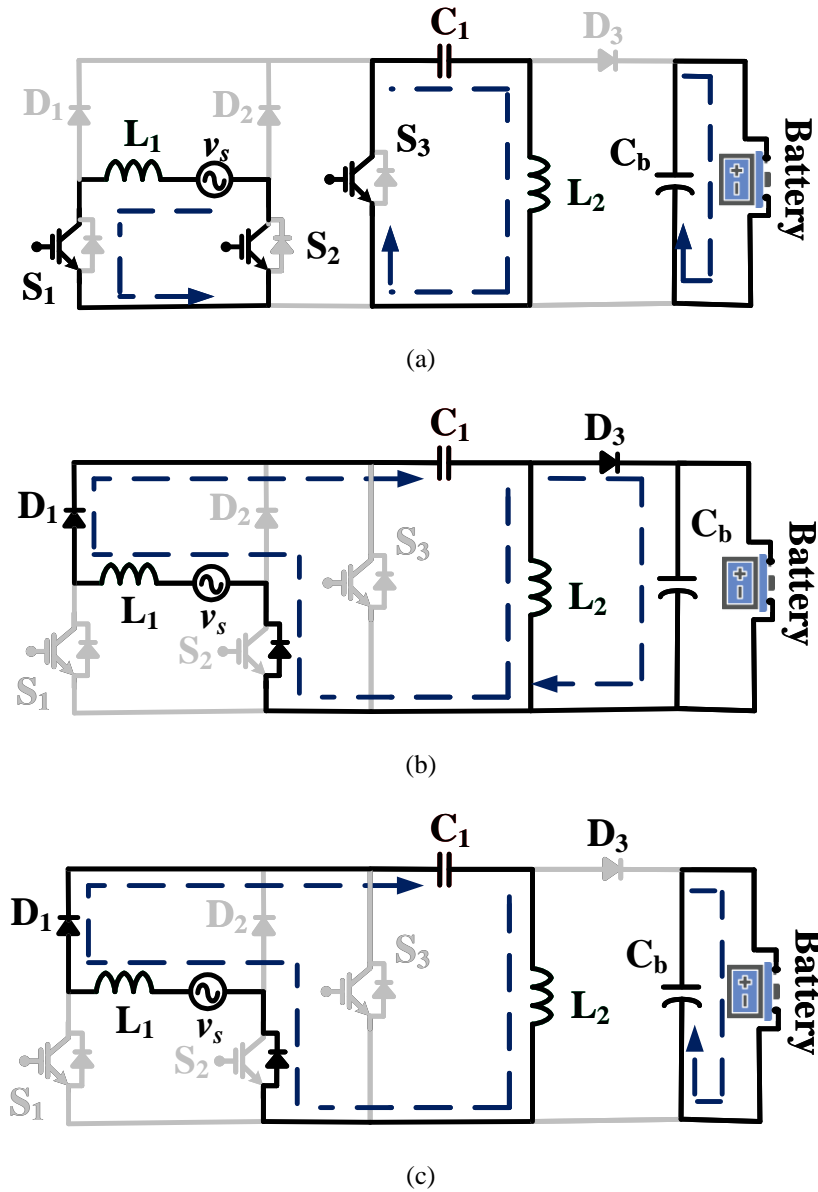 C1
D3
D1
D2
L1
vs
S3
Cb
Battery
L2
S1
S2
(a)
C1
D3
D1
D2
Cb
S3
Battery
L1
vs
L2
S2
S1
(b)
C1
D3
D1
D2
S3
Cb
Battery
L1
vs
L2
S2
S1
(c)